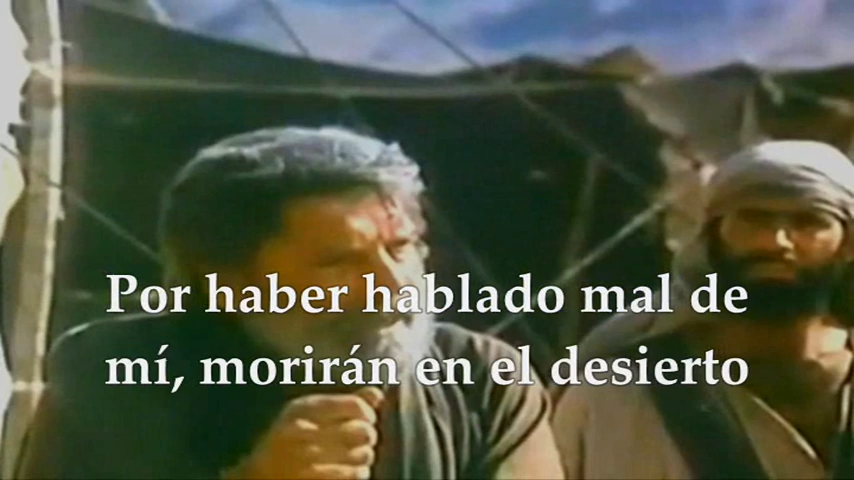 Por haber hablado mal de
mí, morirán en el desierto